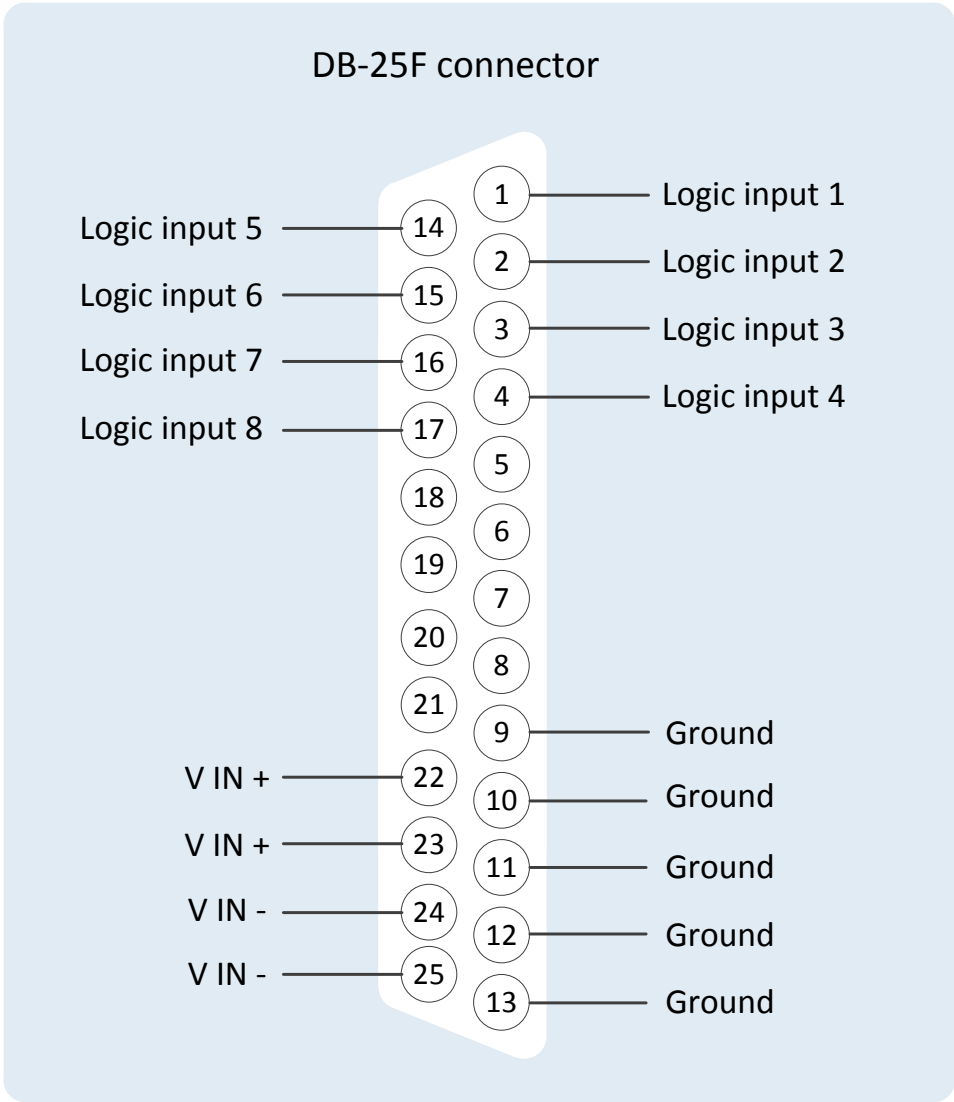 DB-25F connector
1 Logic input 1
Logic input 5 14
2 Logic input 2
Logic input 6 15
3 Logic input 3
Logic input 7 16
4 Logic input 4
Logic input 8 17
5
18
6
19
7
20
8
21
9 Ground
V IN + 22
10 Ground
V IN + 23
11 Ground
V IN - 24
12 Ground
V IN - 25
13 Ground